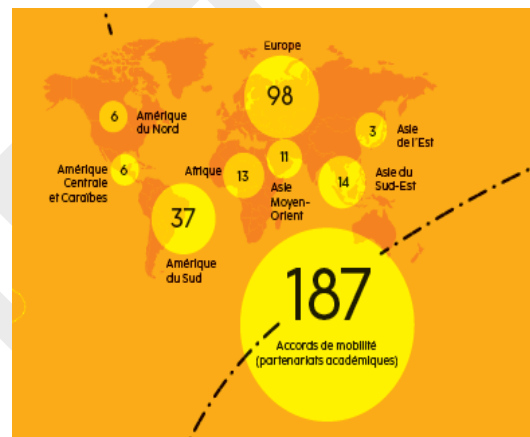 Europe
98
6
Amérique
du Nord
3
Asie
de l'Est
Amérique
Centrale
et Caraïbes
6
Afrique
13
11
Asie
Moyen-
Orient
14
Asie du
Sud-Est
37
Amérique
du Sud
187
Accords de mobilité
(partenariats académiques)